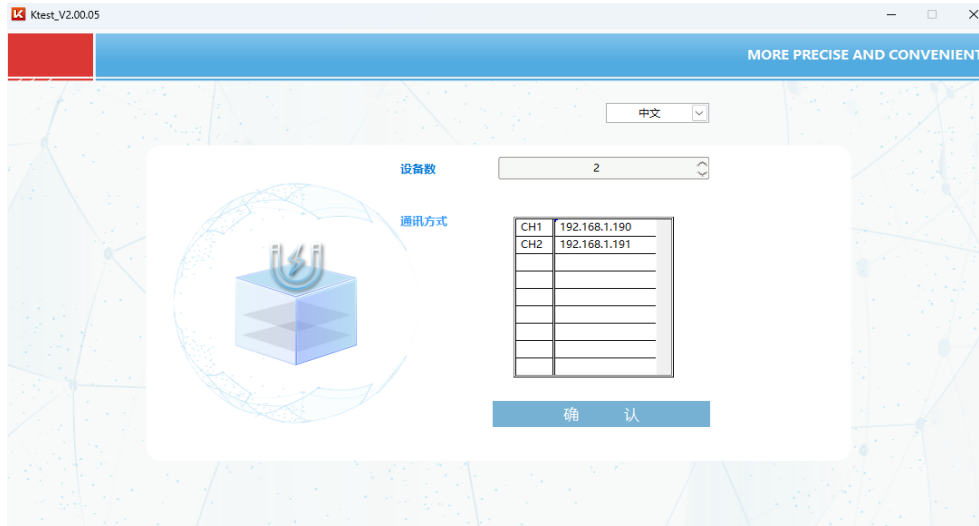 Ktest_V2.00.05
MORE PRECISE AND CONVENIENT
中文
设备数 2
通讯方式
CH1 192.168.1.190
CH2 192.168.1.191
确 认